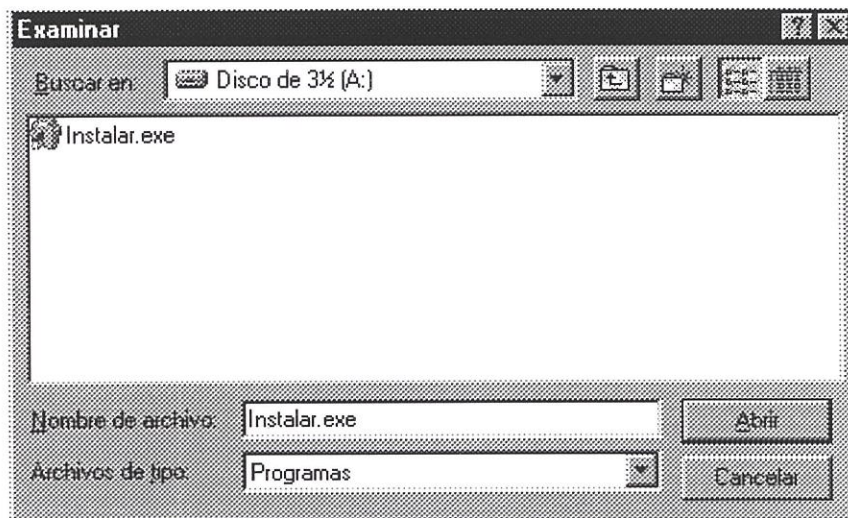 Examinar
Buscar en: Disco de 3½ (A:)
Instalar.exe
Nombre de archivo: Instalar.exe Abrir
Archivos de tipo: Programas Cancelar